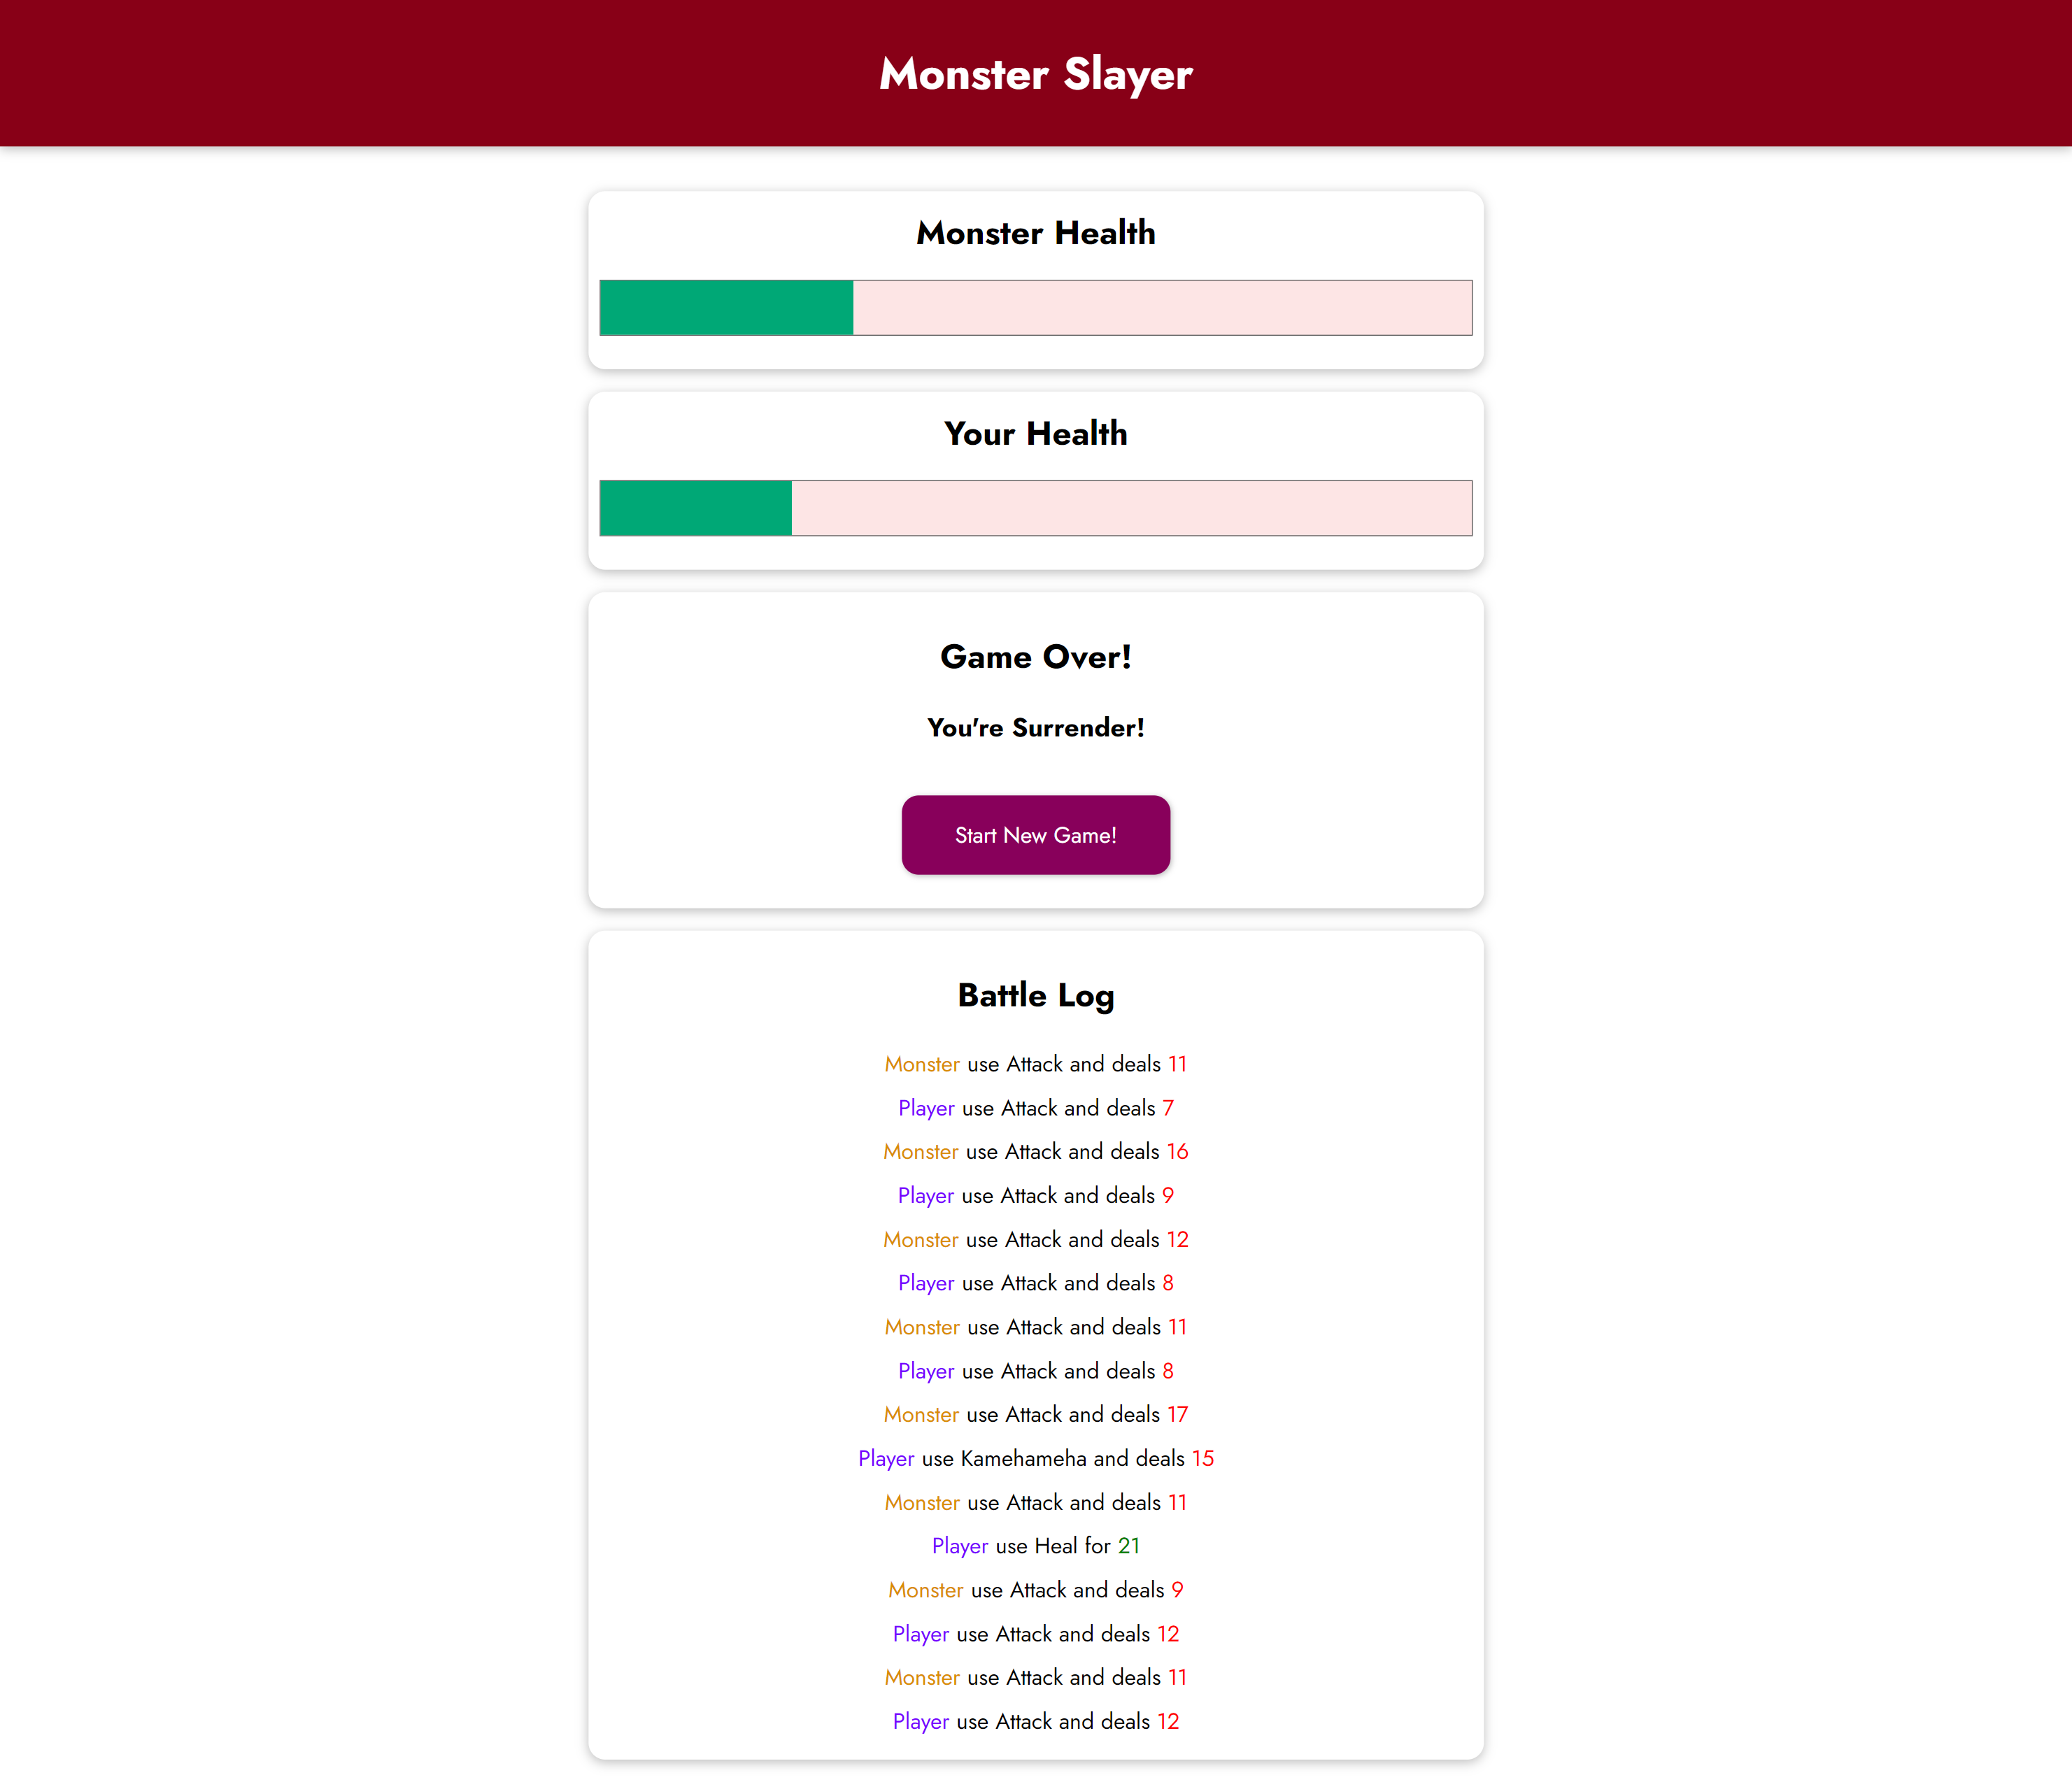 Monster Slayer
Monster Health
Your Health
Game Over!
You're Surrender!
Start New Game!
Battle Log
Monster use Attack and deals 11
Player use Attack and deals 7
Monster use Attack and deals 16
Player use Attack and deals 9
Monster use Attack and deals 12
Player use Attack and deals 8
Monster use Attack and deals 11
Player use Attack and deals 8
Monster use Attack and deals 17
Player use Kamehameha and deals 15
Monster use Attack and deals 11
Player use Heal for 21
Monster use Attack and deals 9
Player use Attack and deals 12
Monster use Attack and deals 11
Player use Attack and deals 12